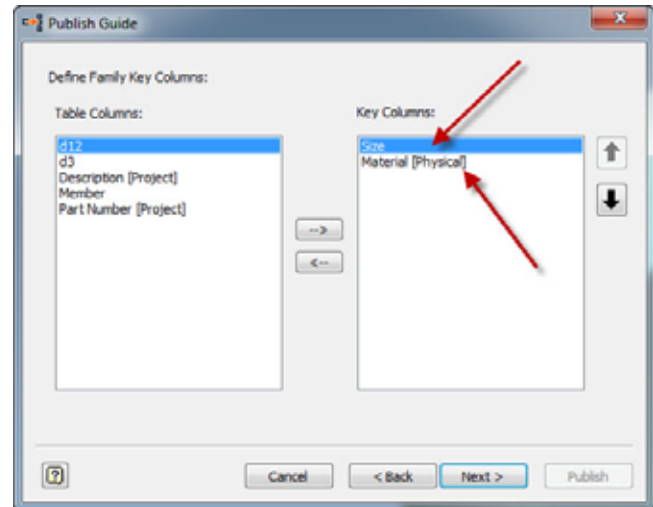 Publish Guide
Define Family Key Columns:
Table Columns:
Key Columns:
d12
d3
Description [Project]
Member
Part Number [Project]
Size
Material [Physical]
-->
<--
Cancel
< Back
Next >
Publish